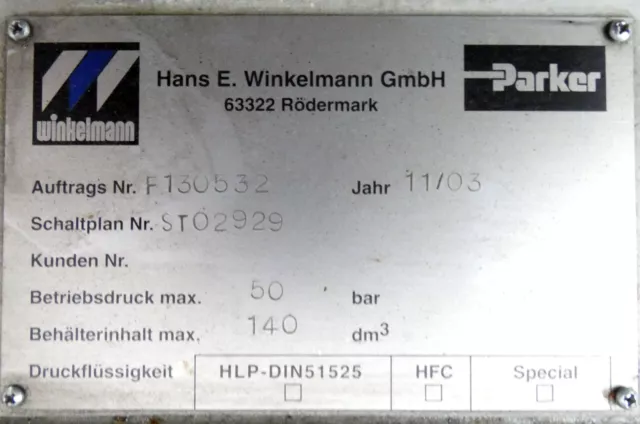 winkelmann
Hans E. Winkelmann GmbH
63322 Rödermark
Parker
Auftrags Nr. F130532 Jahr 11/03
Schaltplan Nr. ST02929
Kunden Nr.
Betriebsdruck max. 50 bar
Behälterinhalt max. 140 dm³
Druckflüssigkeit HLP-DIN51525 HFC Special